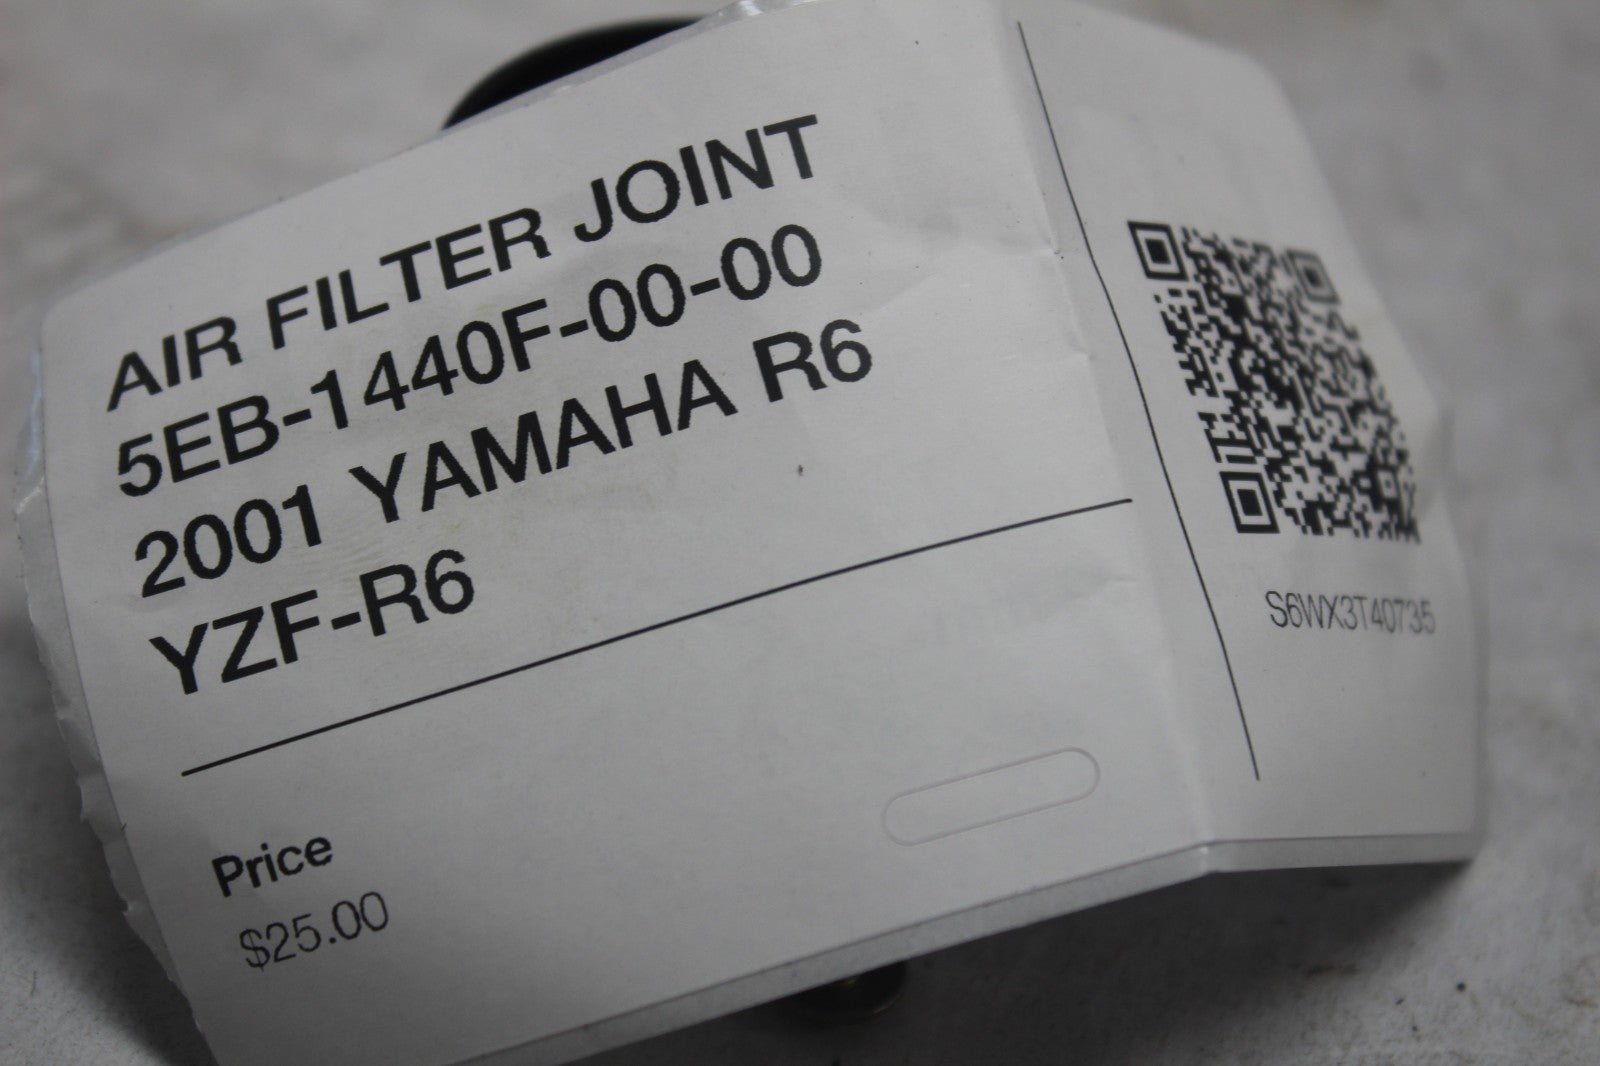 AIR FILTER JOINT
5EB-1440F-00-00
2001 YAMAHA R6
YZF-R6
Price
$25.00
S6WX3T40735